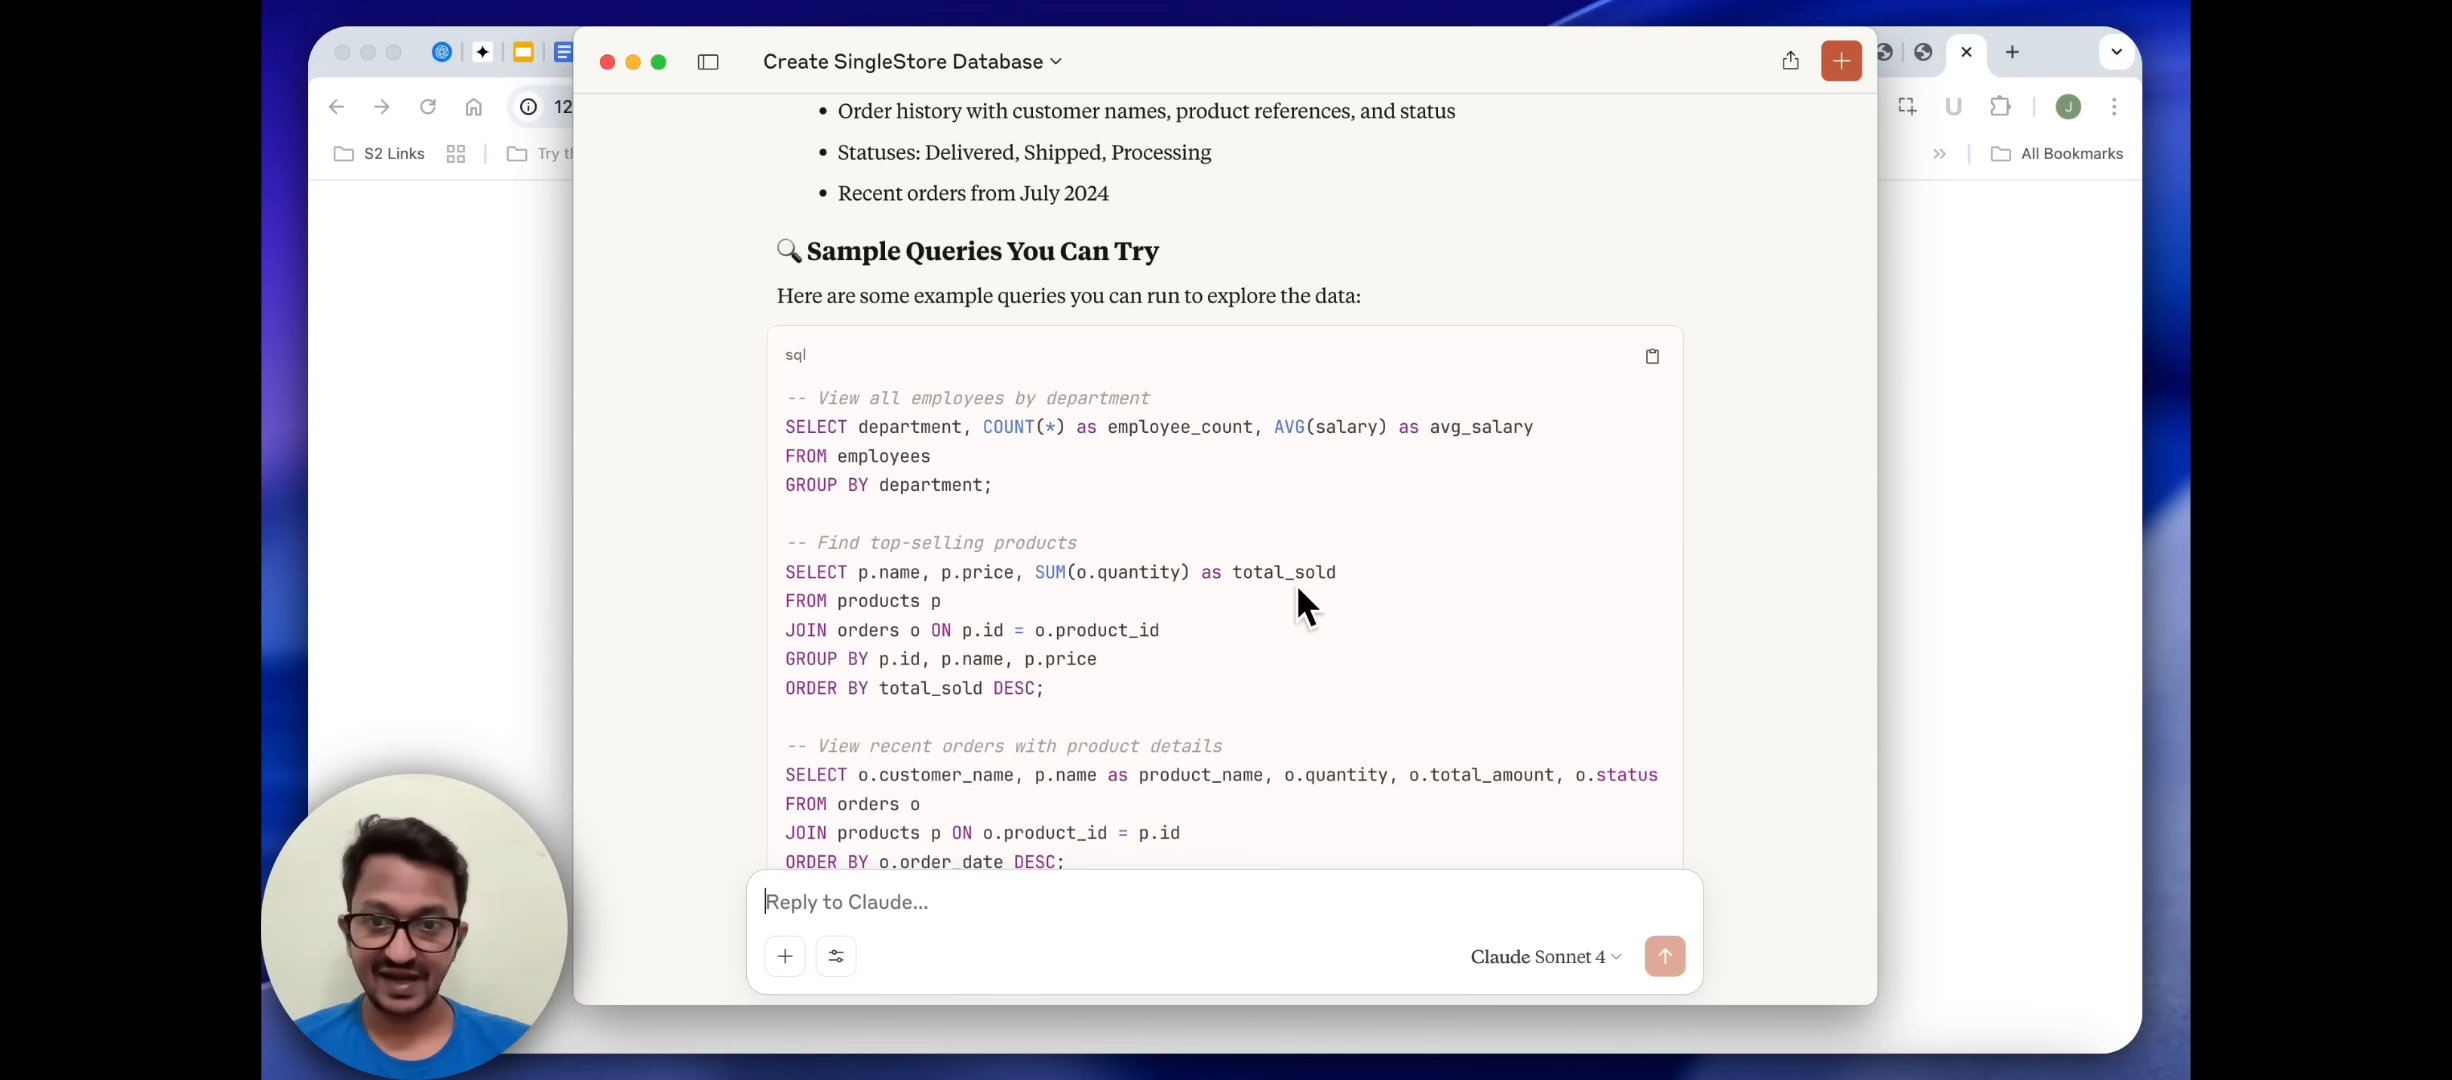 Create SingleStore Database
12
S2 Links
Try t
All Bookmarks
J
• Order history with customer names, product references, and status
• Statuses: Delivered, Shipped, Processing
• Recent orders from July 2024
🔍 Sample Queries You Can Try
Here are some example queries you can run to explore the data:
sql
-- View all employees by department
SELECT department, COUNT(*) as employee_count, AVG(salary) as avg_salary
FROM employees
GROUP BY department;
-- Find top-selling products
SELECT p.name, p.price, SUM(o.quantity) as total_sold
FROM products p
JOIN orders o ON p.id = o.product_id
GROUP BY p.id, p.name, p.price
ORDER BY total_sold DESC;
-- View recent orders with product details
SELECT o.customer_name, p.name as product_name, o.quantity, o.total_amount, o.status
FROM orders o
JOIN products p ON o.product_id = p.id
ORDER BY o.order_date DESC;
Reply to Claude...
Claude Sonnet 4